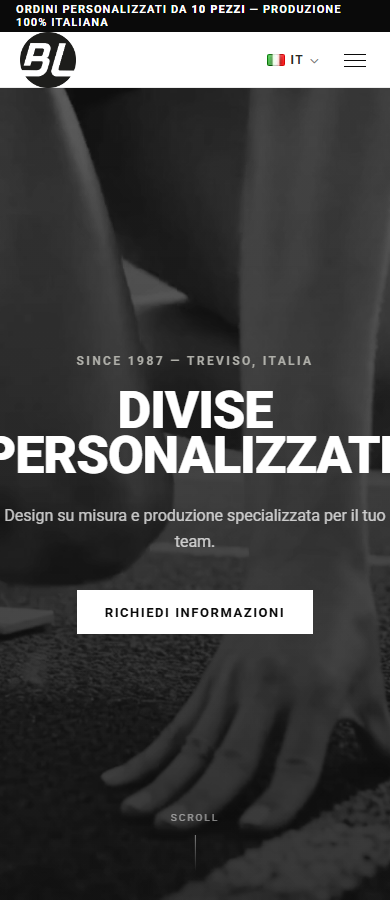 ORDINI PERSONALIZZATI DA 10 PEZZI — PRODUZIONE
100% ITALIANA
BL
IT
SINCE 1987 — TREVISO, ITALIA
DIVISE
PERSONALIZZATE
Design su misura e produzione specializzata per il tuo
team.
RICHIEDI INFORMAZIONI
SCROLL